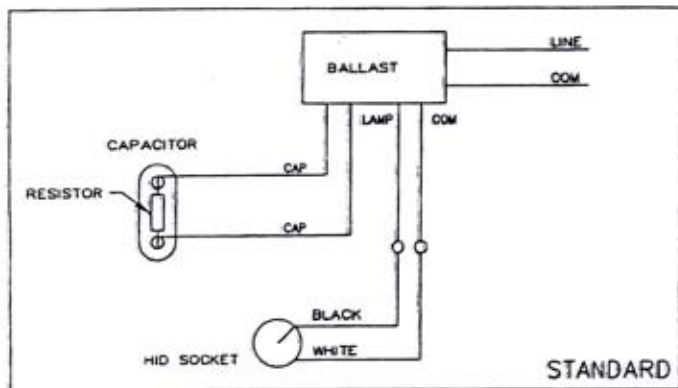 LINE
BALLAST
COM
LAMP COM
CAPACITOR
CAP
RESISTOR
CAP
BLACK
HID SOCKET
WHITE
STANDARD